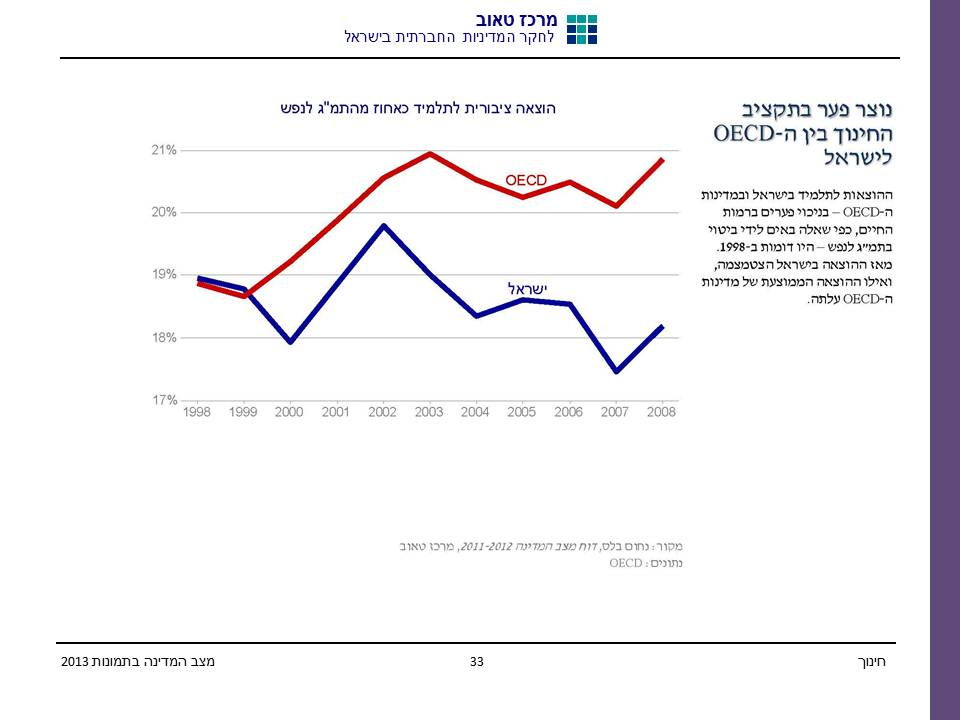 מרכז טאוב
לחקר המדיניות החברתית בישראל
נוצר פער בתקציב
החינוך בין ה-OECD
לישראל
ההוצאות לתלמיד בישראל ובמדינות
ה-OECD – בניכוי פערים ברמות
החיים, כפי שאלה באים לידי ביטוי
בתמ"ג לנפש – היו דומות ב-1998.
מאז ההוצאה בישראל הצטמצמה,
ואילו ההוצאה הממוצעת של מדינות
ה-OECD עלתה.
הוצאה ציבורית לתלמיד כאחוז מהתמ"ג לנפש
21%
20%
19%
18%
17%
OECD
ישראל
1998 1999 2000 2001 2002 2003 2004 2005 2006 2007 2008
מקור: נחום בלס, דוח מצב המדינה 2011-2012, מרכז טאוב
נתונים: OECD
חינוך
33
מצב המדינה בתמונות 2013